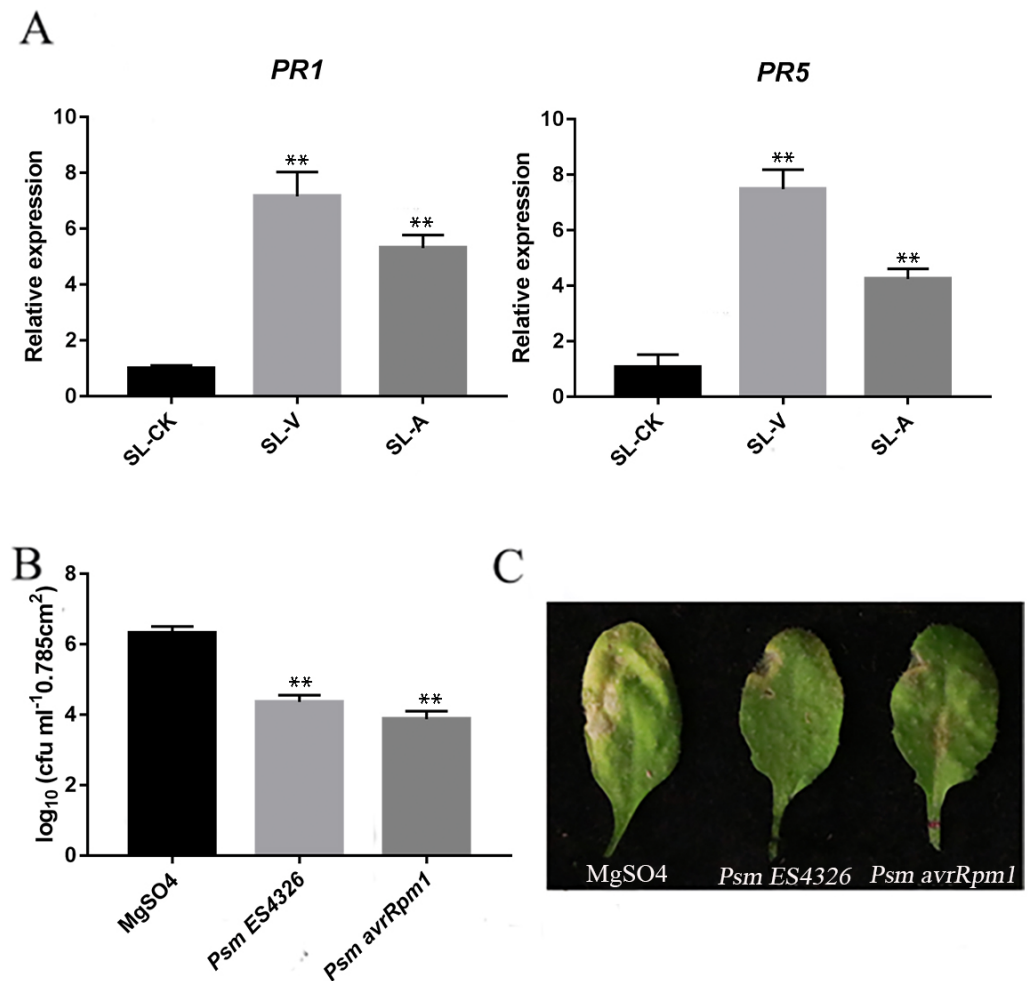 A
PR1
PR5
Relative expression
10
8
6
4
2
0
**
**
SL-CK
SL-V
SL-A
Relative expression
10
8
6
4
2
0
**
**
SL-CK
SL-V
SL-A
B
C
log₁₀ (cfu ml⁻¹0.785cm²)
8
6
4
2
0
**
**
MgSO4
Psm ES4326
Psm avrRpm1
MgSO4
Psm ES4326
Psm avrRpm1